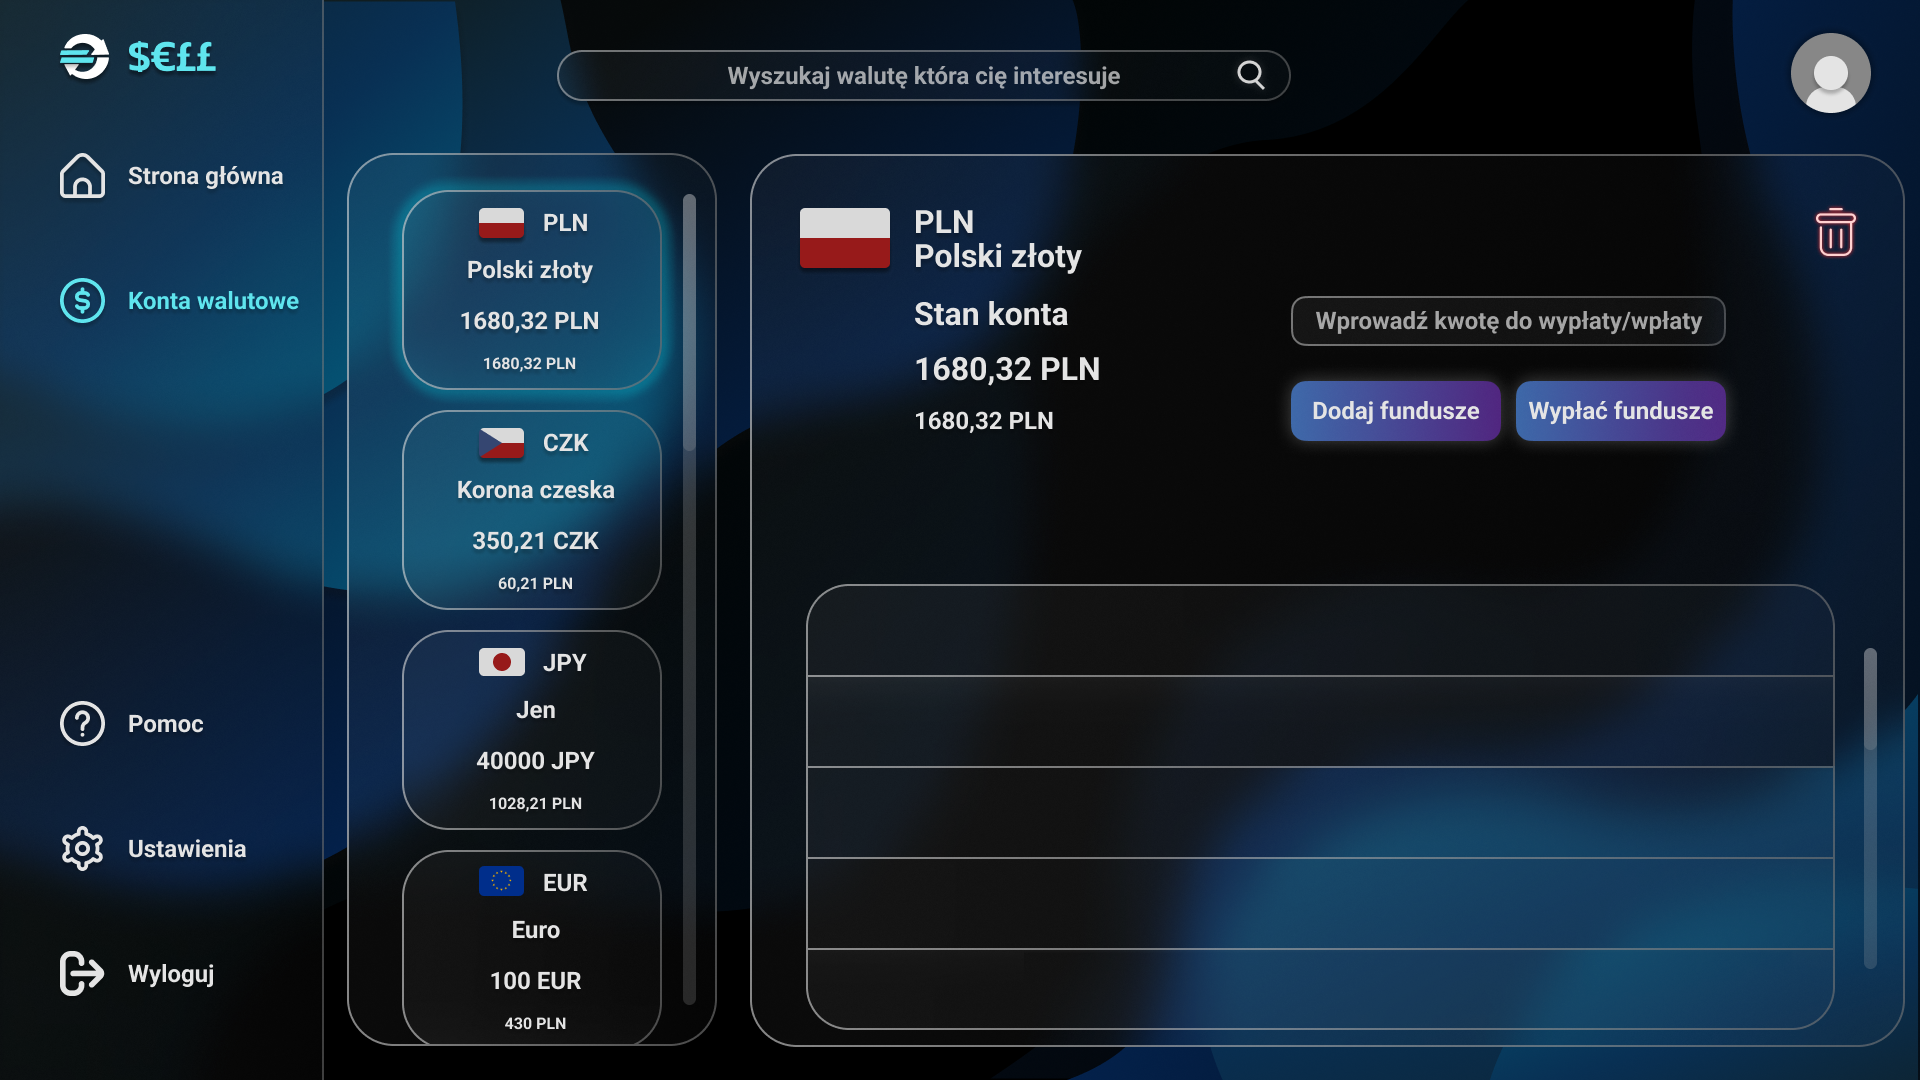 $€££
Strona główna
Konta walutowe
Pomoc
Ustawienia
Wyloguj
Wyszukaj walutę która cię interesuje
PLN
Polski złoty
1680,32 PLN
1680,32 PLN
CZK
Korona czeska
350,21 CZK
60,21 PLN
JPY
Jen
40000 JPY
1028,21 PLN
EUR
Euro
100 EUR
430 PLN
PLN
Polski złoty
Stan konta
1680,32 PLN
1680,32 PLN
Wprowadź kwotę do wypłaty/wpłaty
Dodaj fundusze
Wypłać fundusze